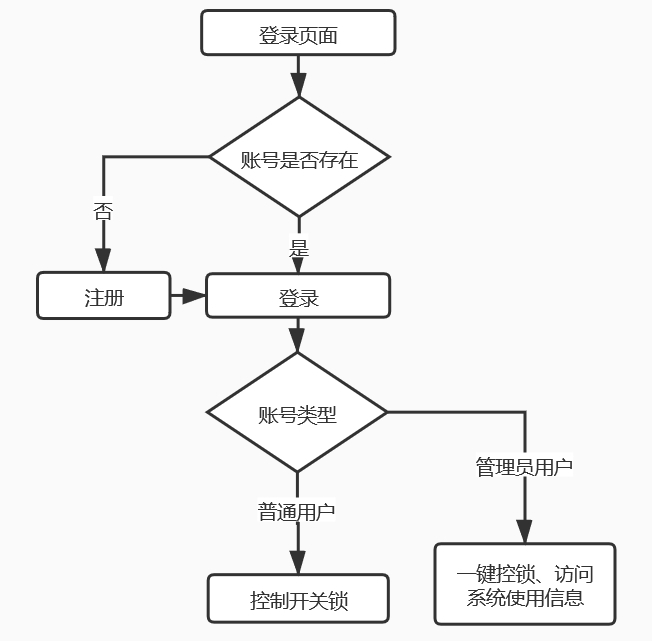 登录页面
账号是否存在
否
是
注册
登录
账号类型
管理员用户
普通用户
一键控锁、访问
系统使用信息
控制开关锁